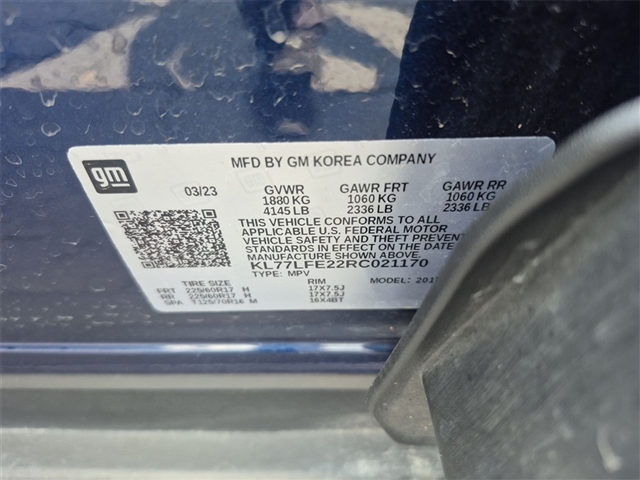 gm
MFD BY GM KOREA COMPANY
03/23 GVWR GAWR FRT GAWR RR
1880 KG 1060 KG 1060 KG
4145 LB 2336 LB 2336 LB
THIS VEHICLE CONFORMS TO ALL
APPLICABLE U.S. FEDERAL MOTOR
VEHICLE SAFETY AND THEFT PREVENT
STANDARDS IN EFFECT ON THE DATE OF
MANUFACTURE SHOWN ABOVE.
KL77LFE22RC021170
TYPE: MPV MODEL: 201
TIRE SIZE RIM
FRT 225/60R17 H 17X7.5J
RR 225/60R17 H 17X7.5J
SPA T125/70R16 M 16X4BT